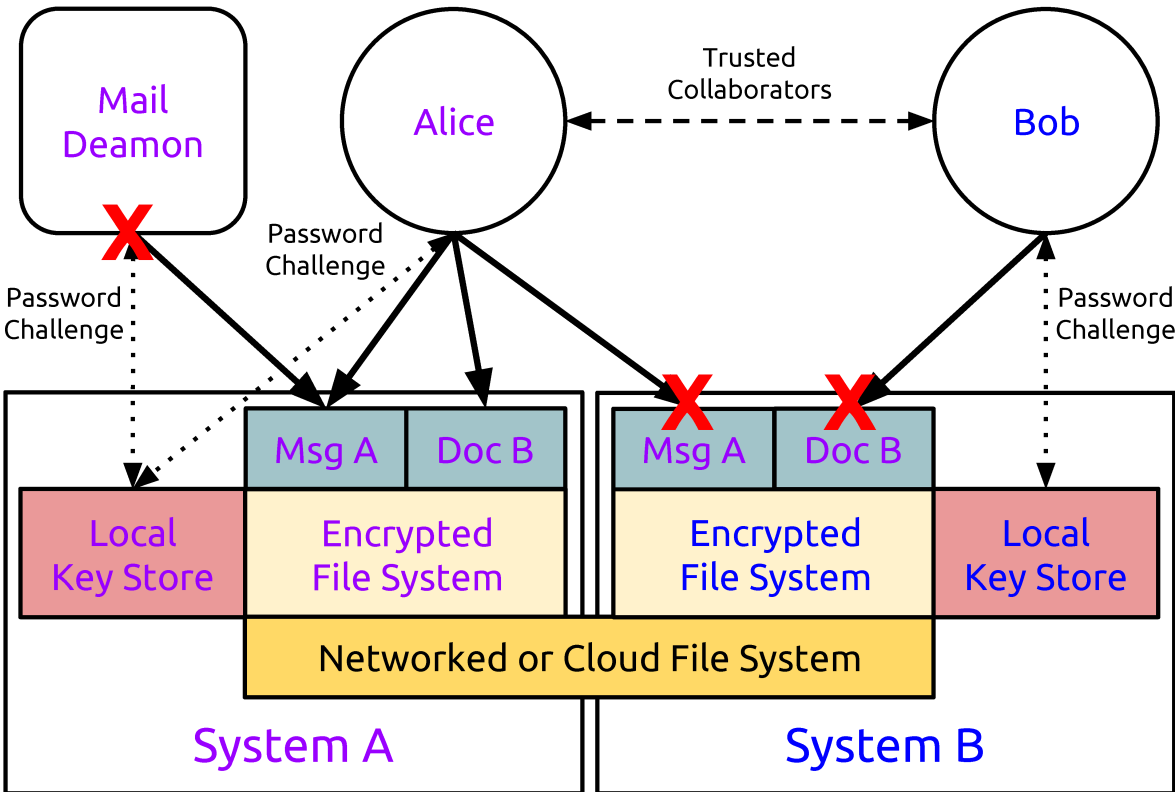 Mail
Deamon
Alice
Trusted
Collaborators
Bob
X
Password
Challenge
Password
Challenge
Password
Challenge
X
X
Msg A
Doc B
Msg A
Doc B
Local
Key Store
Encrypted
File System
Encrypted
File System
Local
Key Store
Networked or Cloud File System
System A
System B